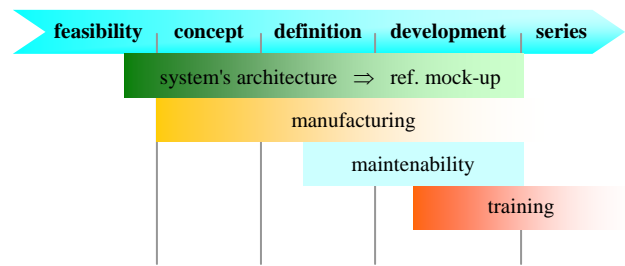 feasibility concept definition development series
system's architecture ⇒ ref. mock-up
manufacturing
maintenability
training